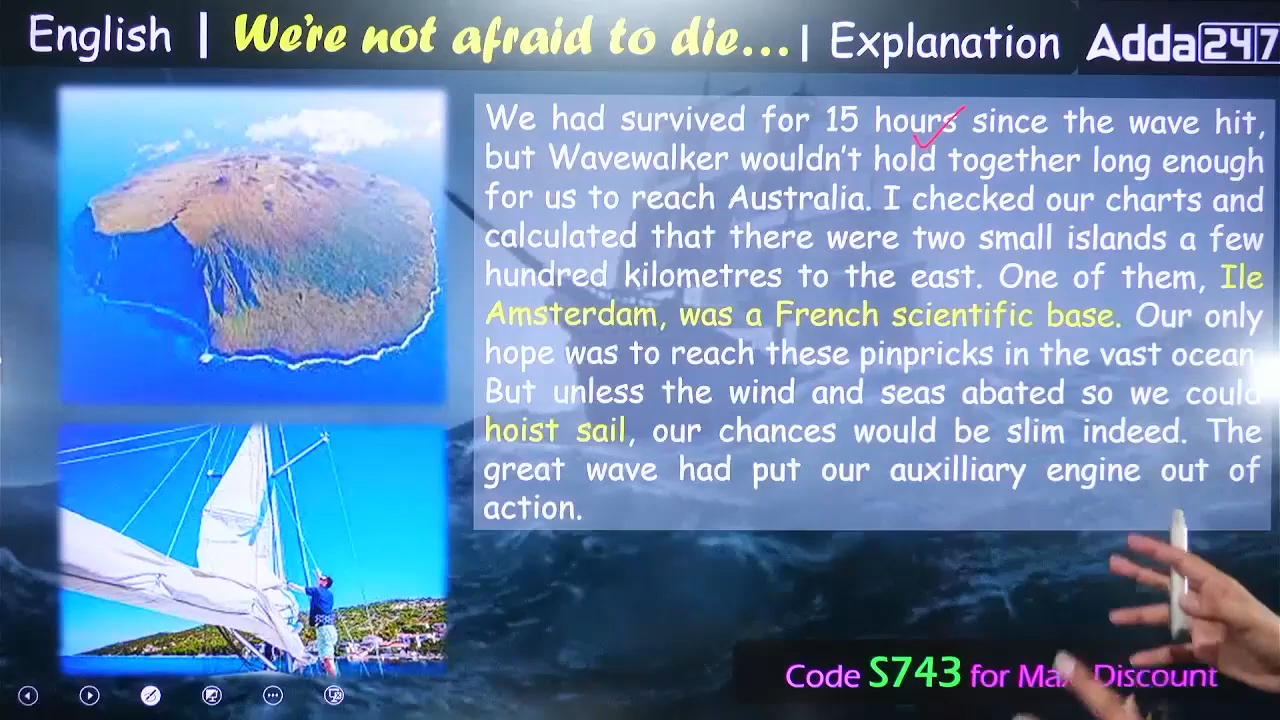 English | We're not afraid to die... | Explanation Adda247
We had survived for 15 hours since the wave hit,
but Wavewalker wouldn't hold together long enough
for us to reach Australia. I checked our charts and
calculated that there were two small islands a few
hundred kilometres to the east. One of them, Ile
Amsterdam, was a French scientific base. Our only
hope was to reach these pinpricks in the vast ocean
But unless the wind and seas abated so we could
hoist sail, our chances would be slim indeed. The
great wave had put our auxilliary engine out of
action.
Code S743 for Max Discount